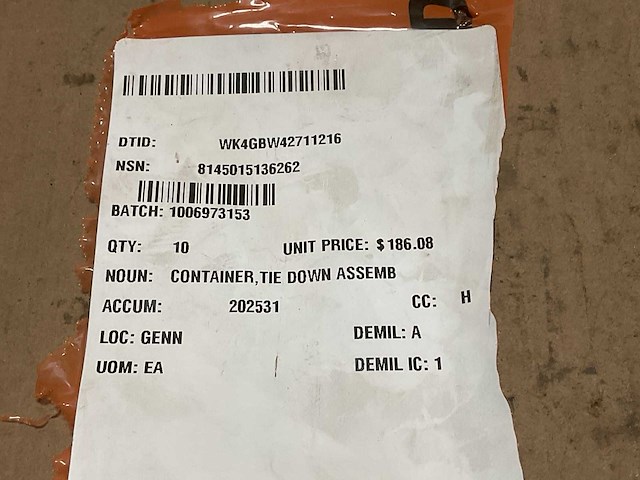 DTID: WK4GBW42711216
NSN: 8145015136262
BATCH: 1006973153
QTY: 10 UNIT PRICE: $186.08
NOUN: CONTAINER,TIE DOWN ASSEMB
ACCUM: 202531 CC: H
LOC: GENN DEMIL: A
UOM: EA DEMIL IC: 1